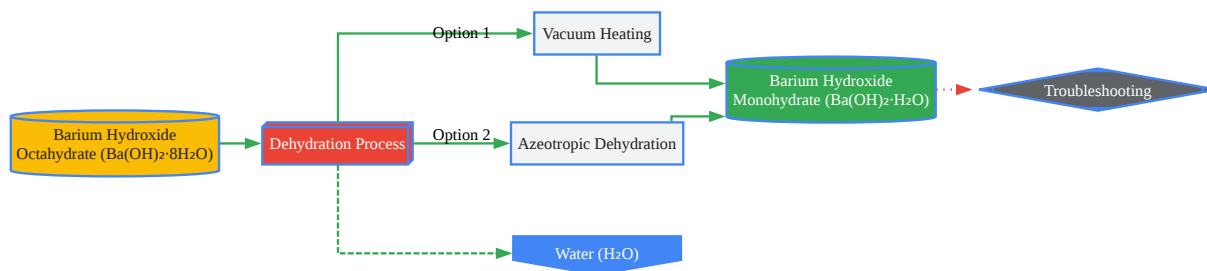 Option 1
Vacuum Heating
Barium Hydroxide
Monohydrate (Ba(OH)₂·H₂O)
Troubleshooting
Barium Hydroxide
Octahydrate (Ba(OH)₂·8H₂O)
Dehydration Process
Option 2
Azeotropic Dehydration
Water (H₂O)